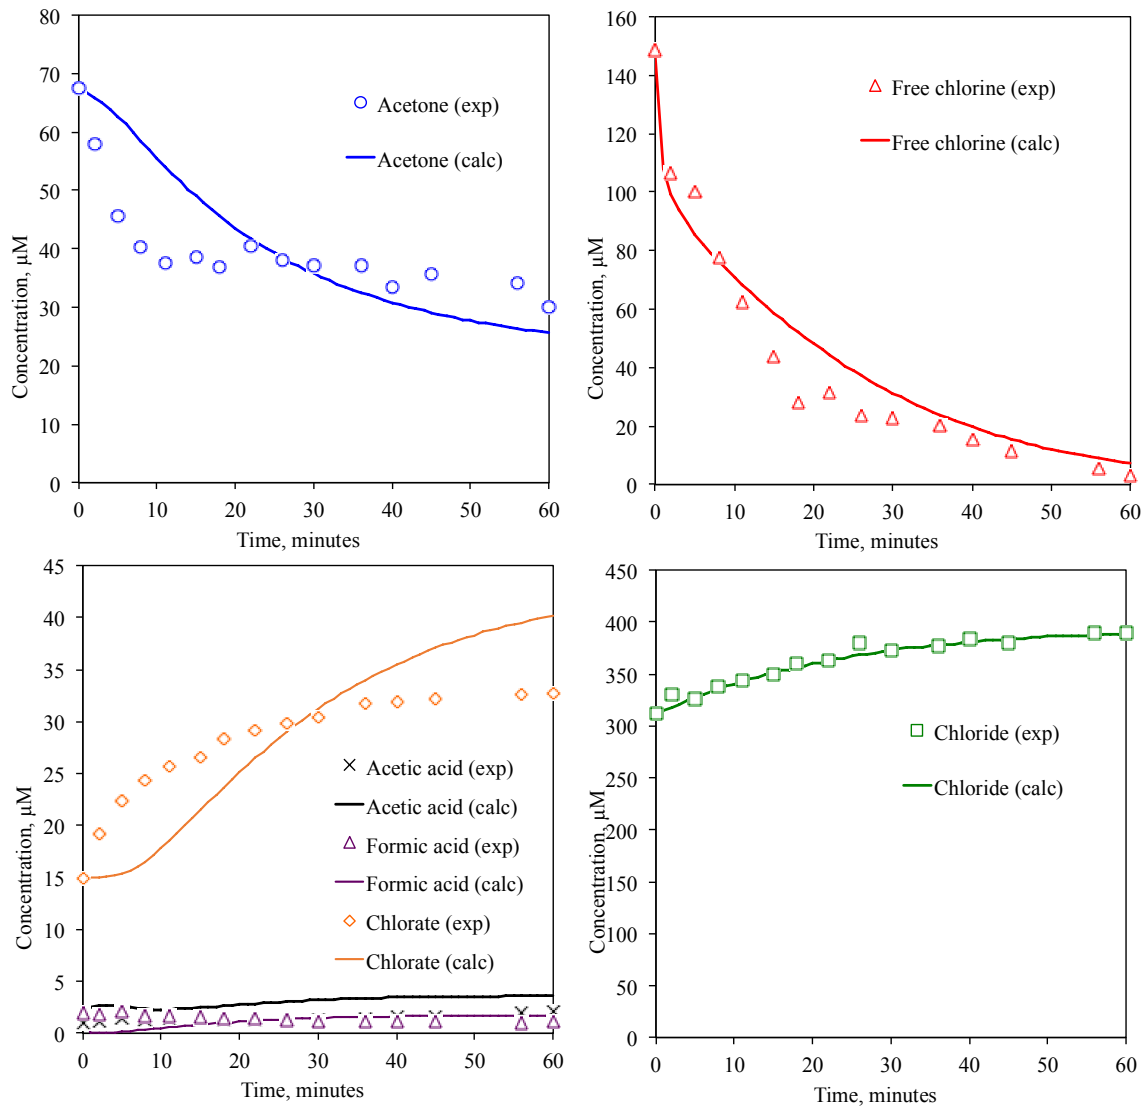 80
70
60
50
40
30
20
10
0
Concentration, μM
0 10 20 30 40 50 60
Time, minutes
Acetone (exp)
Acetone (calc)
160
140
120
100
80
60
40
20
0
Concentration, μM
0 10 20 30 40 50 60
Time, minutes
Free chlorine (exp)
Free chlorine (calc)
45
40
35
30
25
20
15
10
5
0
Concentration, μM
0 10 20 30 40 50 60
Time, minutes
Acetic acid (exp)
Acetic acid (calc)
Formic acid (exp)
Formic acid (calc)
Chlorate (exp)
Chlorate (calc)
450
400
350
300
250
200
150
100
50
0
Concentration, μM
0 10 20 30 40 50 60
Time, minutes
Chloride (exp)
Chloride (calc)